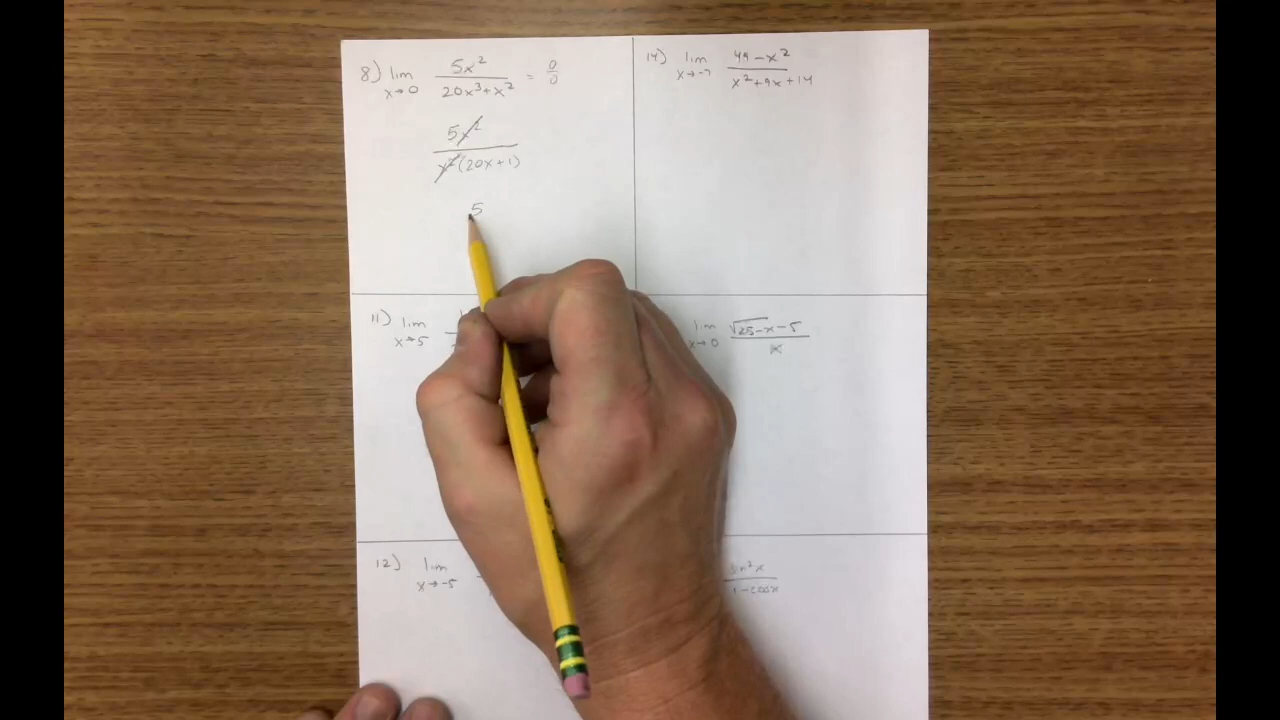 8) lim x→0 5x²/(20x³+x²) = 0/0
5x²/(x²(20x+1))
5
14) lim x→-7 (49-x²)/(x²+9x+14)
11) lim x→5
lim x→0 (√25-x-5)/x
12) lim x→-5